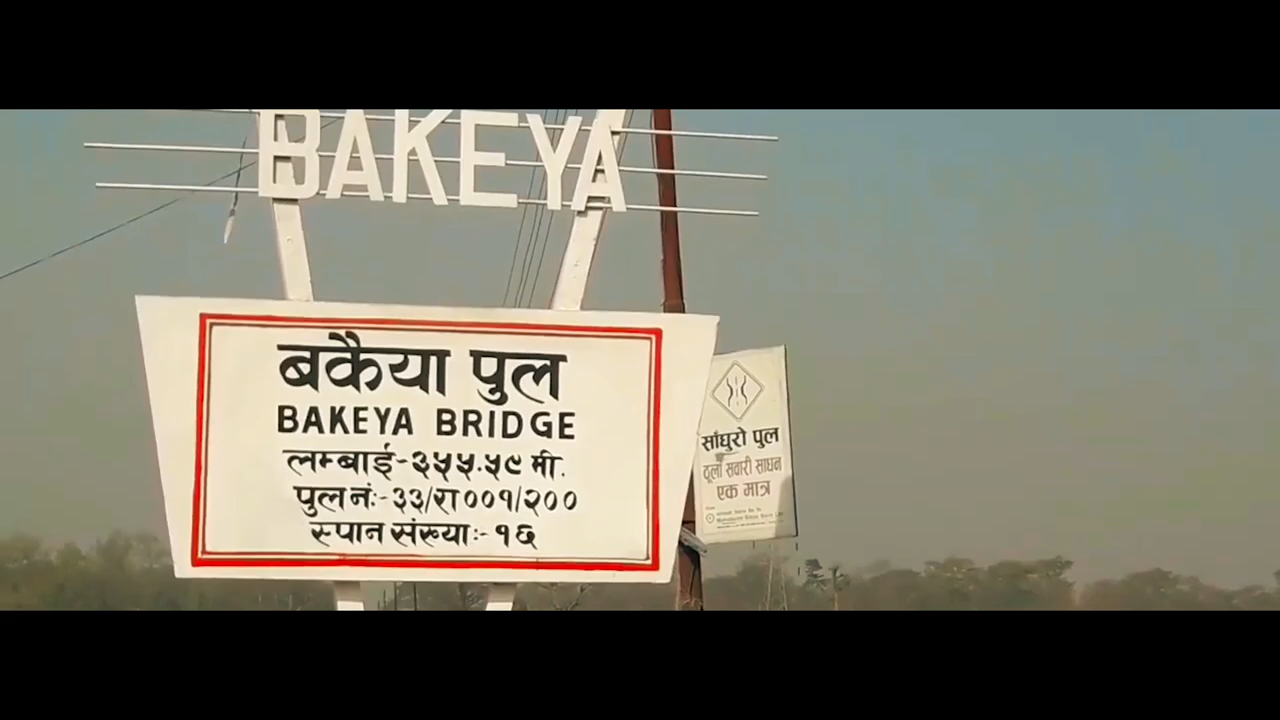 BAKEYA
बकैया पुल
BAKEYA BRIDGE
लम्बाई-३५५.५९ मी.
पुल नंः-३३/रा००१/२००
स्पान संख्याः-१६
साँघुरो पुल
ठूला सवारी साधन
एक मात्र